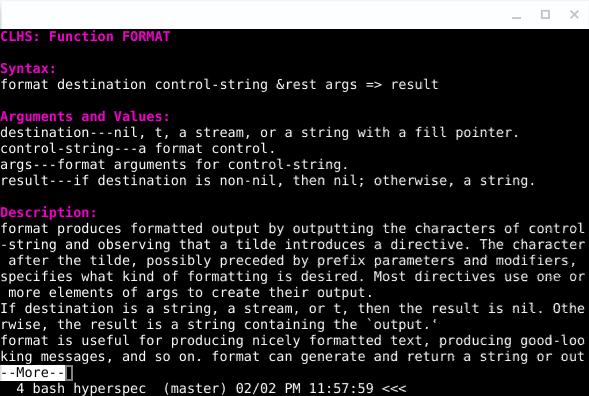 CLHS: Function FORMAT
Syntax:
format destination control-string &rest args => result
Arguments and Values:
destination---nil, t, a stream, or a string with a fill pointer.
control-string---a format control.
args---format arguments for control-string.
result---if destination is non-nil, then nil; otherwise, a string.
Description:
format produces formatted output by outputting the characters of control
-string and observing that a tilde introduces a directive. The character
 after the tilde, possibly preceded by prefix parameters and modifiers,
specifies what kind of formatting is desired. Most directives use one or
 more elements of args to create their output.
If destination is a string, a stream, or t, then the result is nil. Othe
rwise, the result is a string containing the `output.‛
format is useful for producing nicely formatted text, producing good-loo
king messages, and so on. format can generate and return a string or out
--More--
  4 bash hyperspec  (master) 02/02 PM 11:57:59 <<<